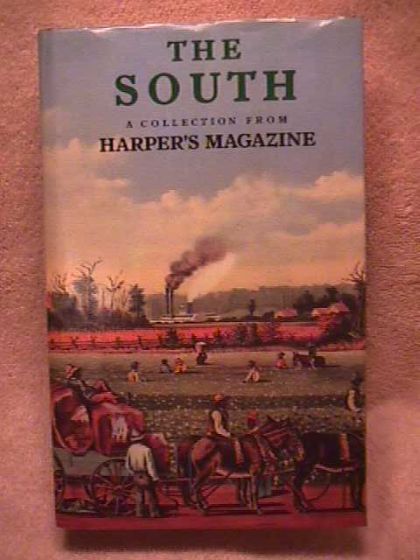 THE
SOUTH
A COLLECTION FROM
HARPER'S MAGAZINE